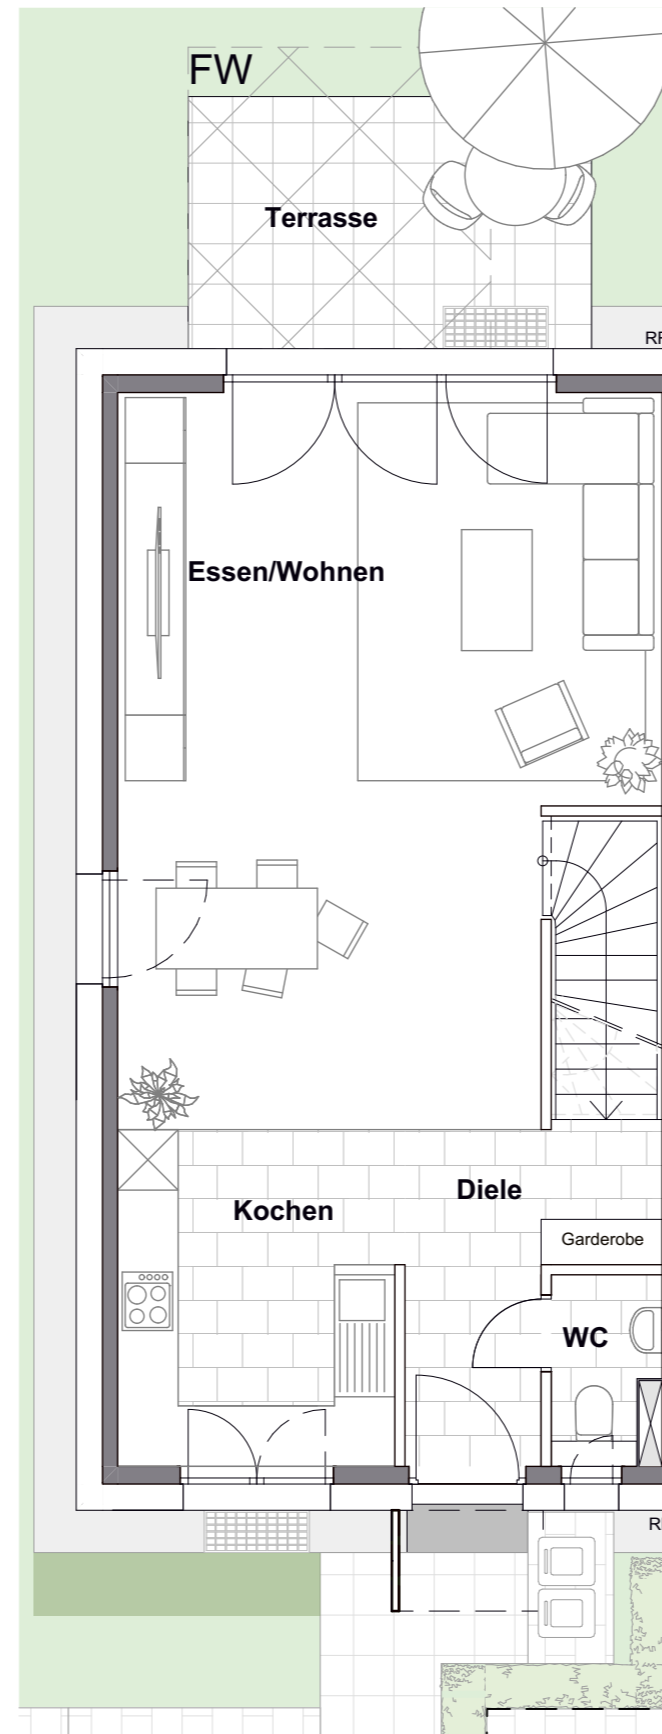 FW
Terrasse
Essen/Wohnen
Kochen
Diele
Garderobe
WC